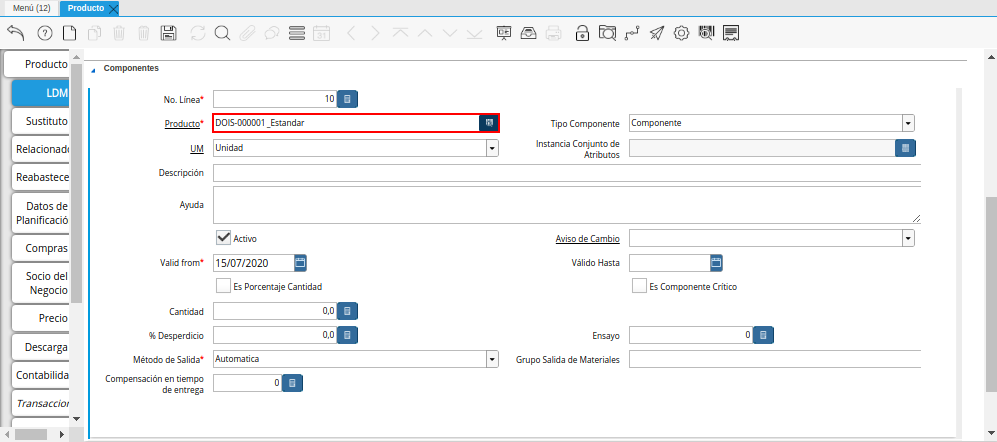 Menú (12)
Producto
Producto
LDM
Sustituto
Relacionado
Reabastece
Datos de
Planificació
Compras
Socio del
Negocio
Precio
Descarga
Contabilida
Transaccion
Componentes
No. Línea*
10
Producto*
DOIS-000001_Estandar
Tipo Componente
Componente
UM
Unidad
Instancia Conjunto de
Atributos
Descripción
Ayuda
Activo
Aviso de Cambio
Valid from*
15/07/2020
Válido Hasta
Es Porcentaje Cantidad
Es Componente Crítico
Cantidad
0,0
% Desperdicio
0,0
Ensayo
0
Método de Salida*
Automatica
Grupo Salida de Materiales
Compensación en tiempo
de entrega
0
31